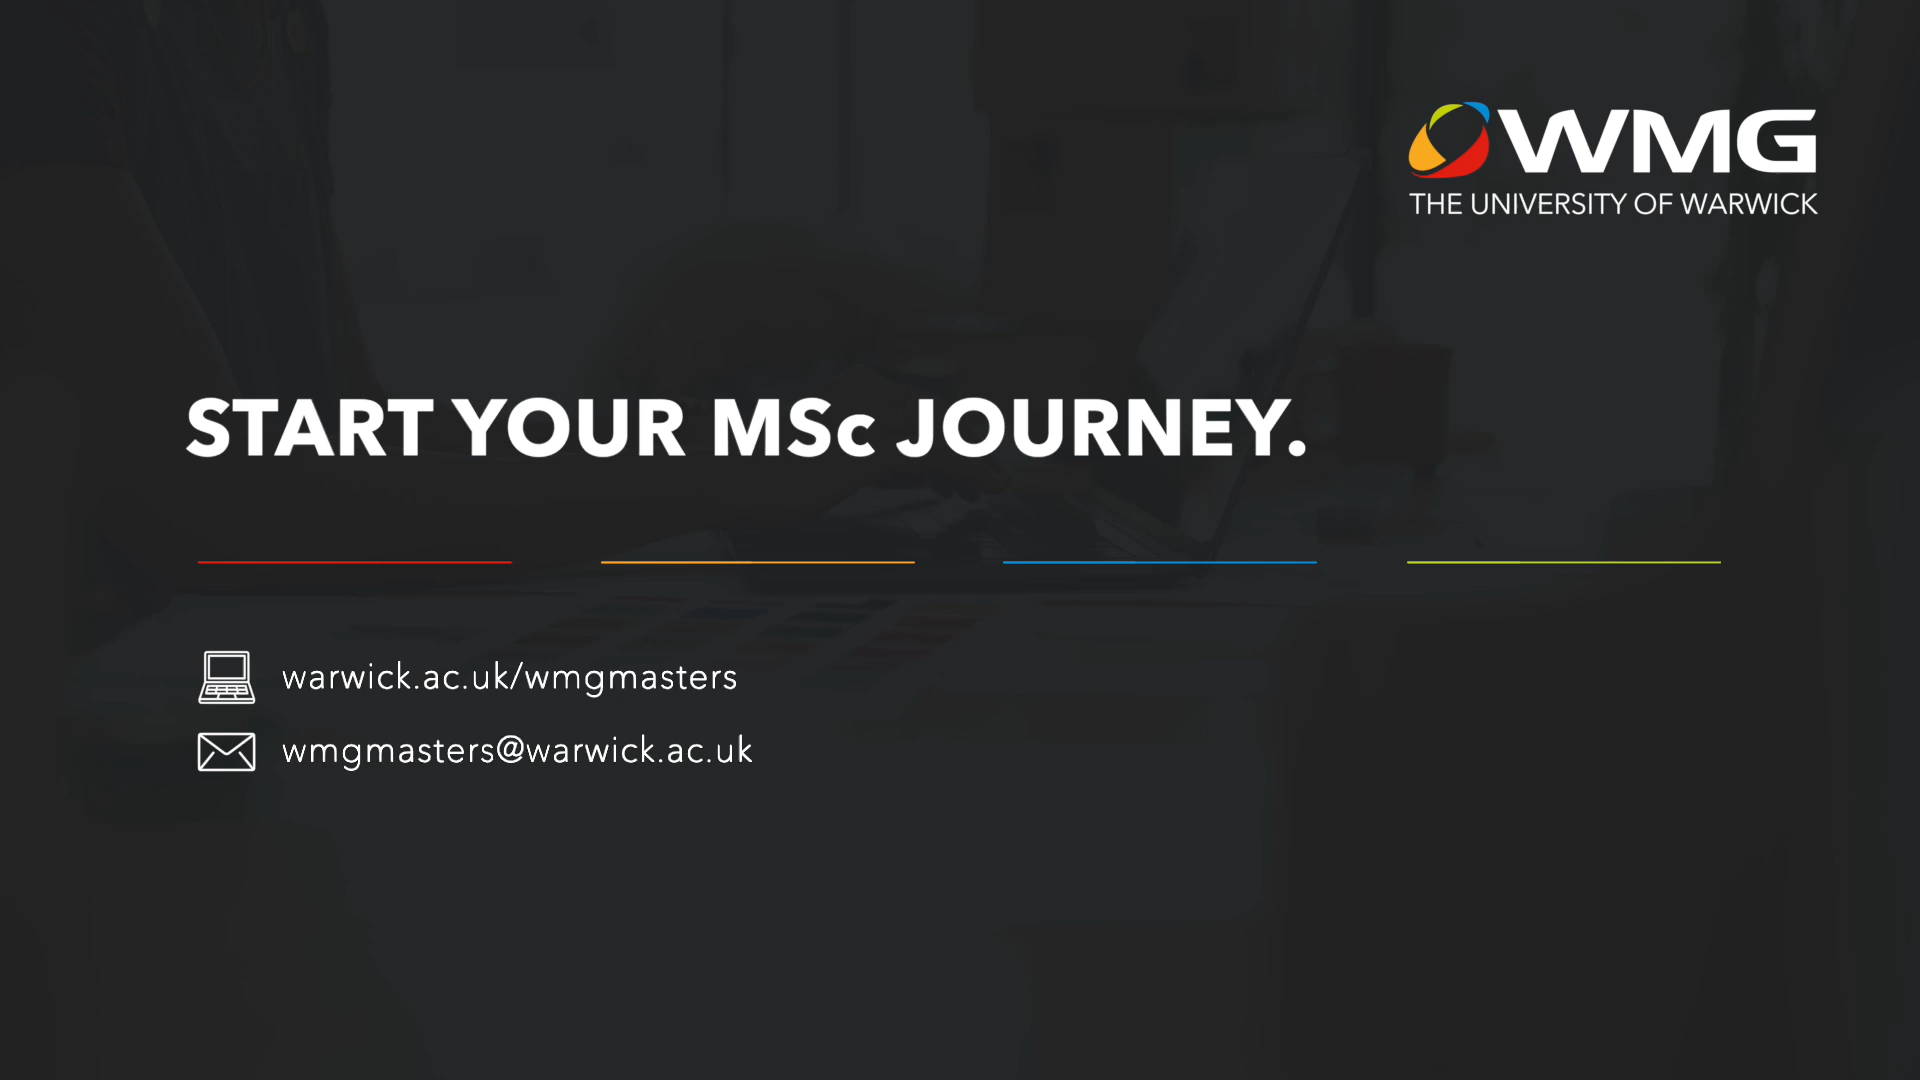 WMG
THE UNIVERSITY OF WARWICK
START YOUR MSc JOURNEY.
warwick.ac.uk/wmgmasters
wmgmasters@warwick.ac.uk